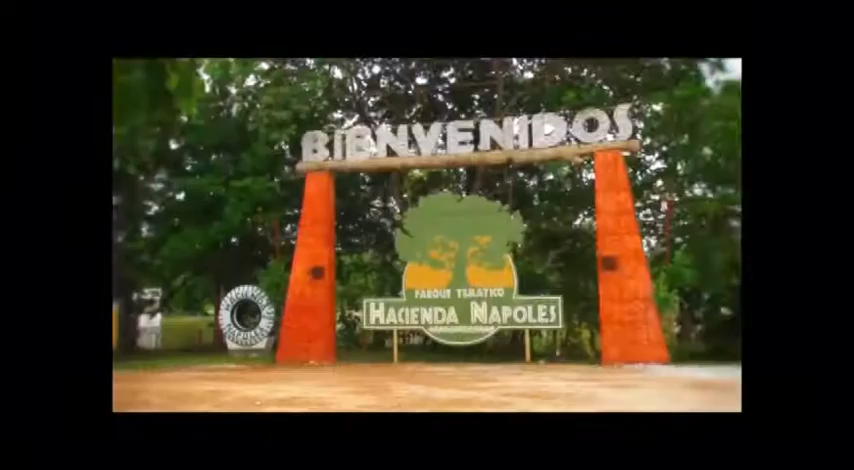 BIENVENIDOS
PARQUE TEMATICO
HACIENDA NAPOLES